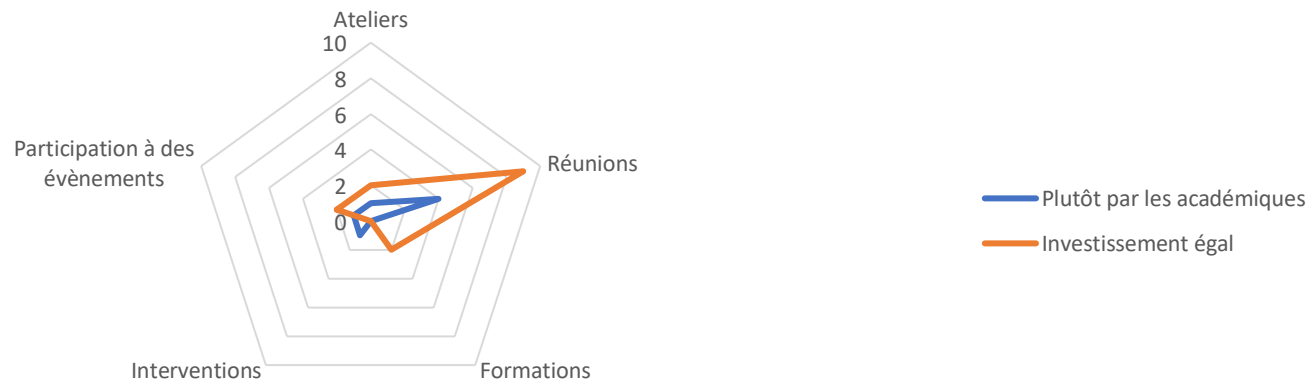 Ateliers
10
8
6
4
2
0
Réunions
Formations
Interventions
Participation à des
évènements
Plutôt par les académiques
Investissement égal